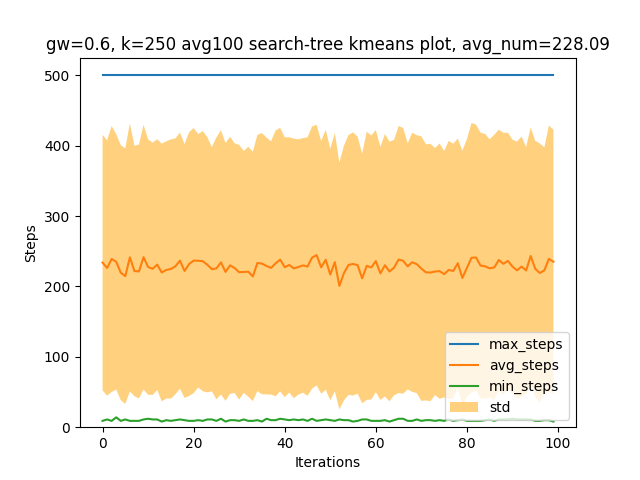 gw=0.6, k=250 avg100 search-tree kmeans plot, avg_num=228.09
500
400
300
200
100
0
Steps
0 20 40 60 80 100
Iterations
max_steps
avg_steps
min_steps
std